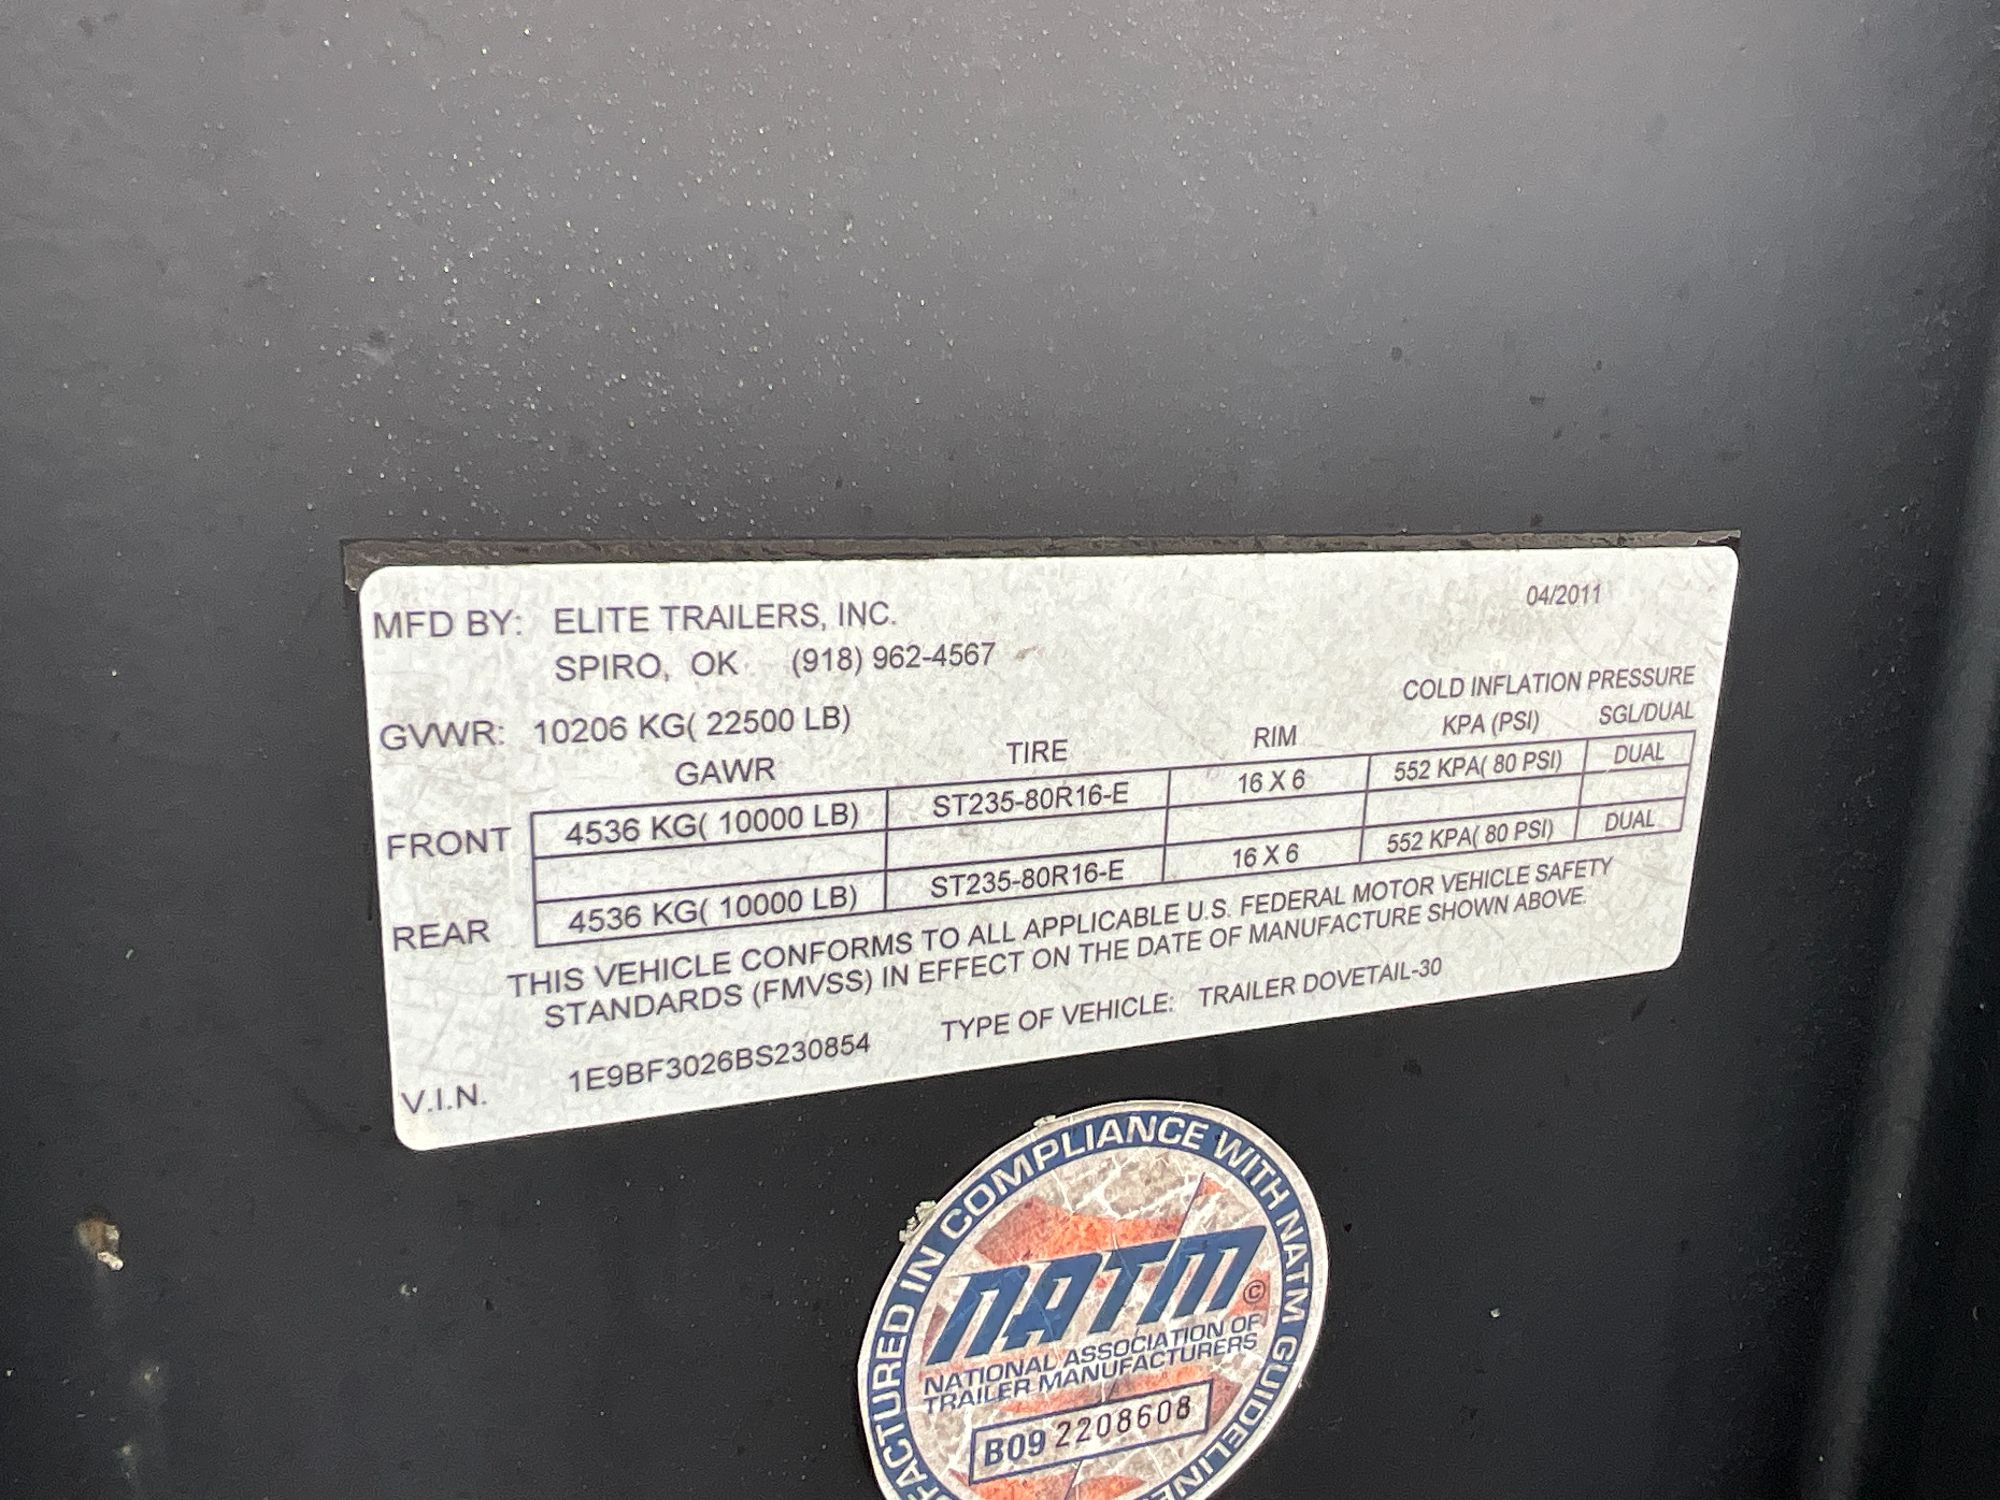 MFD BY: ELITE TRAILERS, INC. 04/2011
SPIRO, OK (918) 962-4567
GVWR: 10206 KG( 22500 LB) COLD INFLATION PRESSURE
GAWR TIRE RIM KPA (PSI) SGL/DUAL
FRONT 4536 KG( 10000 LB) ST235-80R16-E 16 X 6 552 KPA( 80 PSI) DUAL
REAR 4536 KG( 10000 LB) ST235-80R16-E 16 X 6 552 KPA( 80 PSI) DUAL
THIS VEHICLE CONFORMS TO ALL APPLICABLE U.S. FEDERAL MOTOR VEHICLE SAFETY
STANDARDS (FMVSS) IN EFFECT ON THE DATE OF MANUFACTURE SHOWN ABOVE.
V.I.N. 1E9BF3026BS230854 TYPE OF VEHICLE: TRAILER DOVETAIL-30
UFACTURED IN COMPLIANCE WITH NATM GUIDELINE
NATM ©
NATIONAL ASSOCIATION OF
TRAILER MANUFACTURERS
B09 2208608